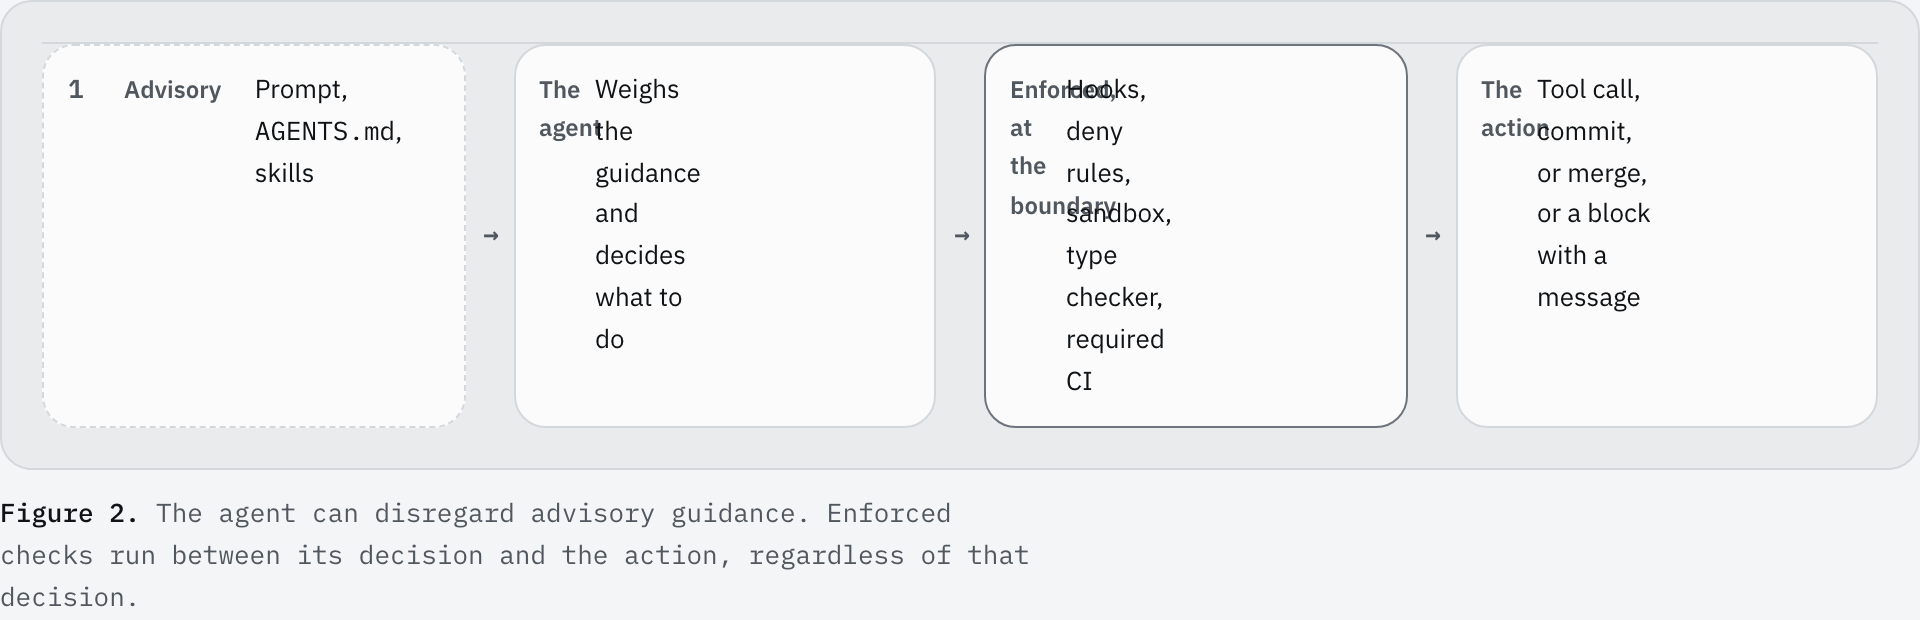 1 Advisory Prompt,
AGENTS.md,
skills
→
The agent
Weighs
the
guidance
and
decides
what to
do
→
Enforced,
at
the
boundary
Hooks,
deny
rules,
sandbox,
type
checker,
required
CI
→
The action
Tool call,
commit,
or merge,
or a block
with a
message
Figure 2. The agent can disregard advisory guidance. Enforced
checks run between its decision and the action, regardless of that
decision.